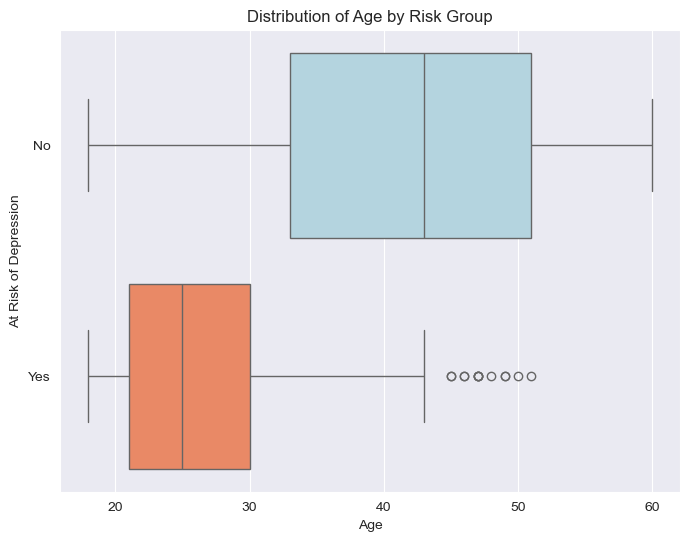 Distribution of Age by Risk Group
At Risk of Depression
No
Yes
20 30 40 50 60
Age